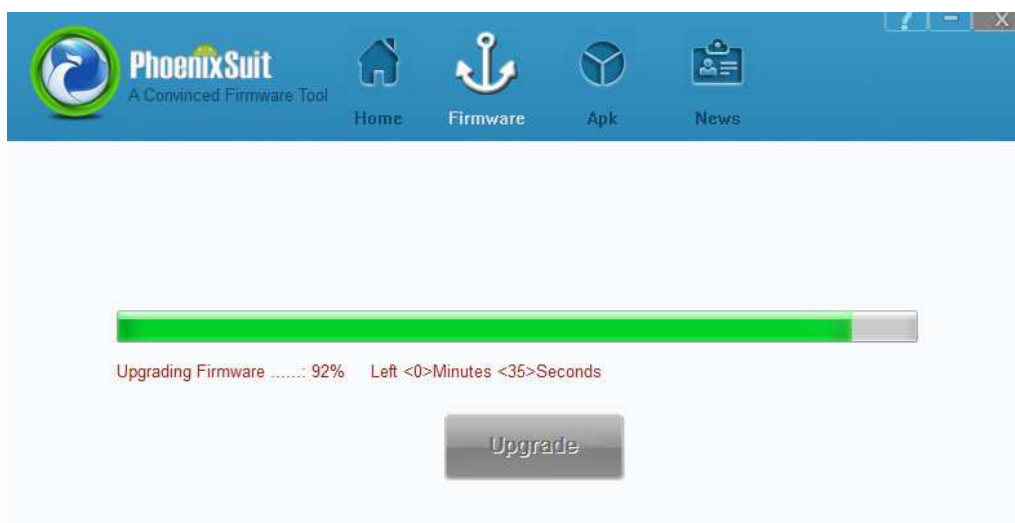 ? - X
PhoenixSuit
A Convinced Firmware Tool
Home Firmware Apk News
Upgrading Firmware ......: 92% Left <0>Minutes <35>Seconds
Upgrade